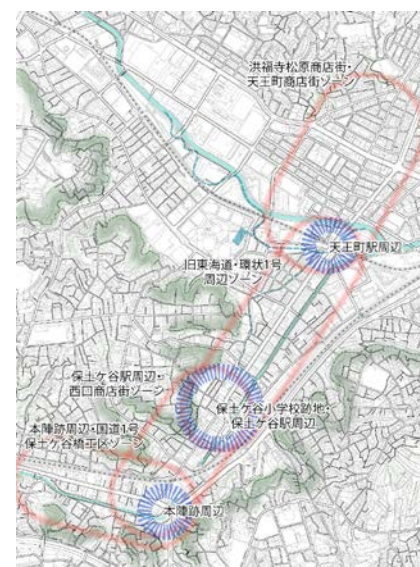 洪福寺松原商店街・
天王町商店街ゾーン
天王町駅周辺
旧東海道・環状1号
周辺ゾーン
保土ケ谷駅周辺・
西口商店街ゾーン
保土ケ谷小学校跡地・
保土ケ谷駅周辺
本陣跡周辺・国道1号
保土ケ谷橋工区ゾーン
本陣跡周辺